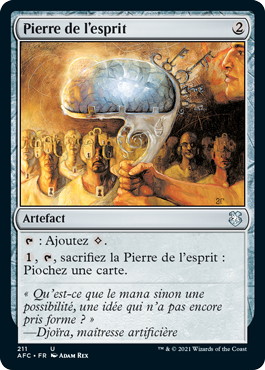 Pierre de l'esprit 2
Artefact
: Ajoutez
1, , sacrifiez la Pierre de l'esprit :
Piochez une carte.
« Qu'est-ce que le mana sinon une
possibilité, une idée qui n'a pas encore
pris forme ? »
—Djoïra, maîtresse artificière
211 U
AFC • FR Adam Rex
™ & © 2021 Wizards of the Coast